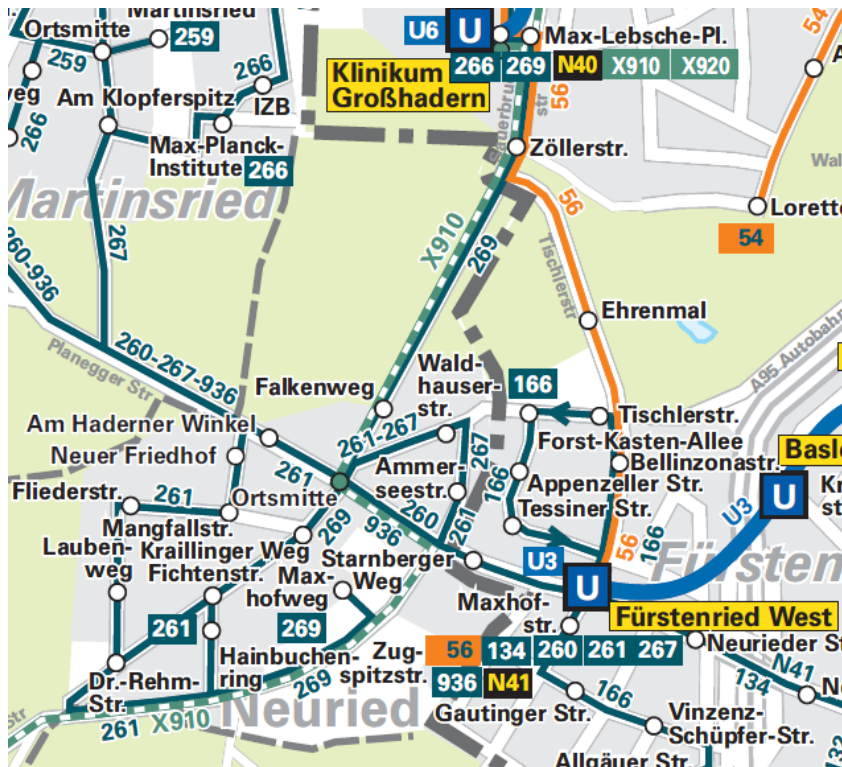 Martinsried
Ortsmitte
259
259
U6
U
Max-Lebsche-Pl.
54
266
Klinikum
Großhadern
266
269
N40
X910
X920
56
str
Am Klopferspitz
IZB
266
Max-Planck-
Institute
266
Zöllerstr.
Martinsried
54
56
X910
269
Tischlerstr
267
260-936
Ehrenmal
A95 Autobahn
Planegger Str
260-267-936
Wald-
hauser-
str.
166
Falkenweg
Tischlerstr.
Am Haderner Winkel
261-267
Forst-Kasten-Allee
Neuer Friedhof
261
Ammer-
seestr.
267
166
Bellinzonastr.
Appenzeller Str.
U
U3
Fliederstr.
261
Ortsmitte
Tessiner Str.
Mangfallstr.
269
936
260
261
Lauben-
weg
Kraillinger Weg
Fichtenstr.
Starnberger
Weg
U3
U
56
166
Max-
hofweg
Maxhof-
str.
Fürstenried West
261
269
Zug-
spitzstr.
56
134
260
261
267
936
N41
Hainbuchen-
ring
Dr.-Rehm-
Str.
269
N41
134
166
Neuried
Gautinger Str.
261
X910
Str
Vinzenz-
Schüpfer-Str.
Allgäuer Str.